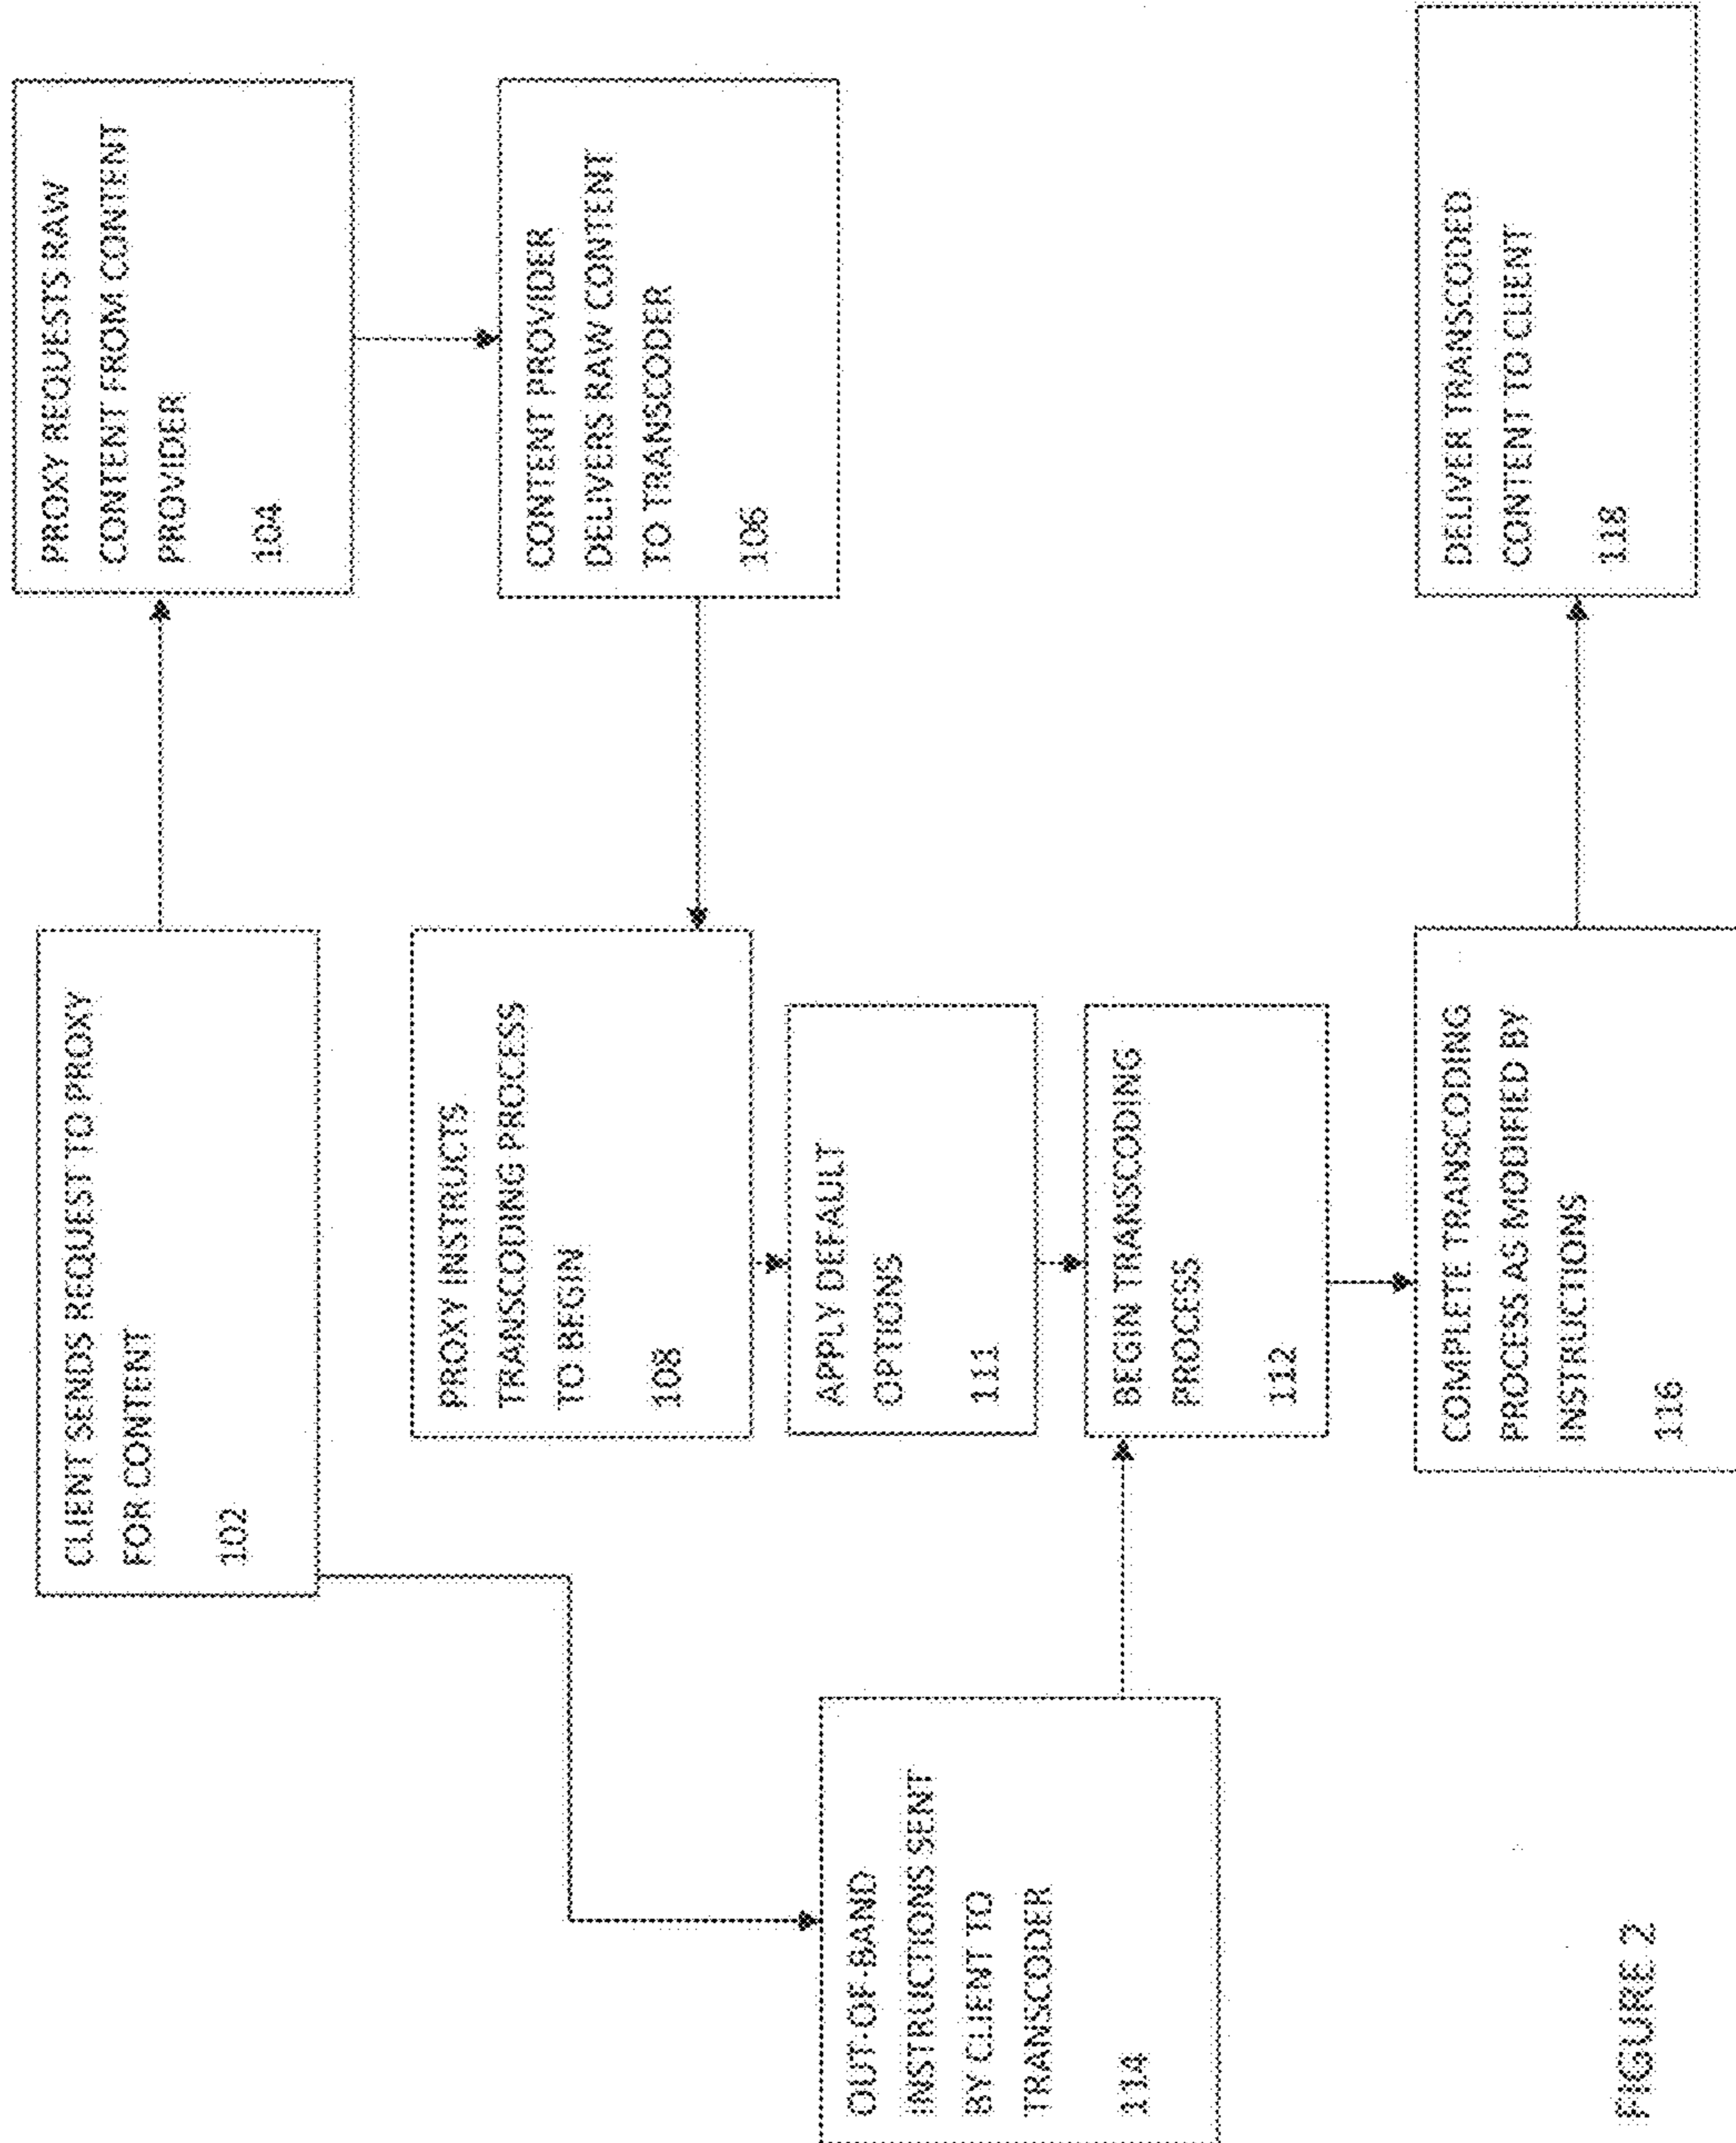 CLIENT SENDS REQUEST TO PROXY
FOR CONTENT
102
PROXY REQUESTS RAW
CONTENT FROM CONTENT
PROVIDER
104
CONTENT PROVIDER
DELIVERS RAW CONTENT
TO TRANSCODER
106
PROXY INSTRUCTS
TRANSCODING PROCESS
TO BEGIN
108
APPLY DEFAULT
OPTIONS
111
OUT-OF-BAND
INSTRUCTIONS SENT
BY CLIENT TO
TRANSCODER
114
BEGIN TRANSCODING
PROCESS
112
COMPLETE TRANSCODING
PROCESS AS MODIFIED BY
INSTRUCTIONS
116
DELIVER TRANSCODED
CONTENT TO CLIENT
118
FIGURE 2